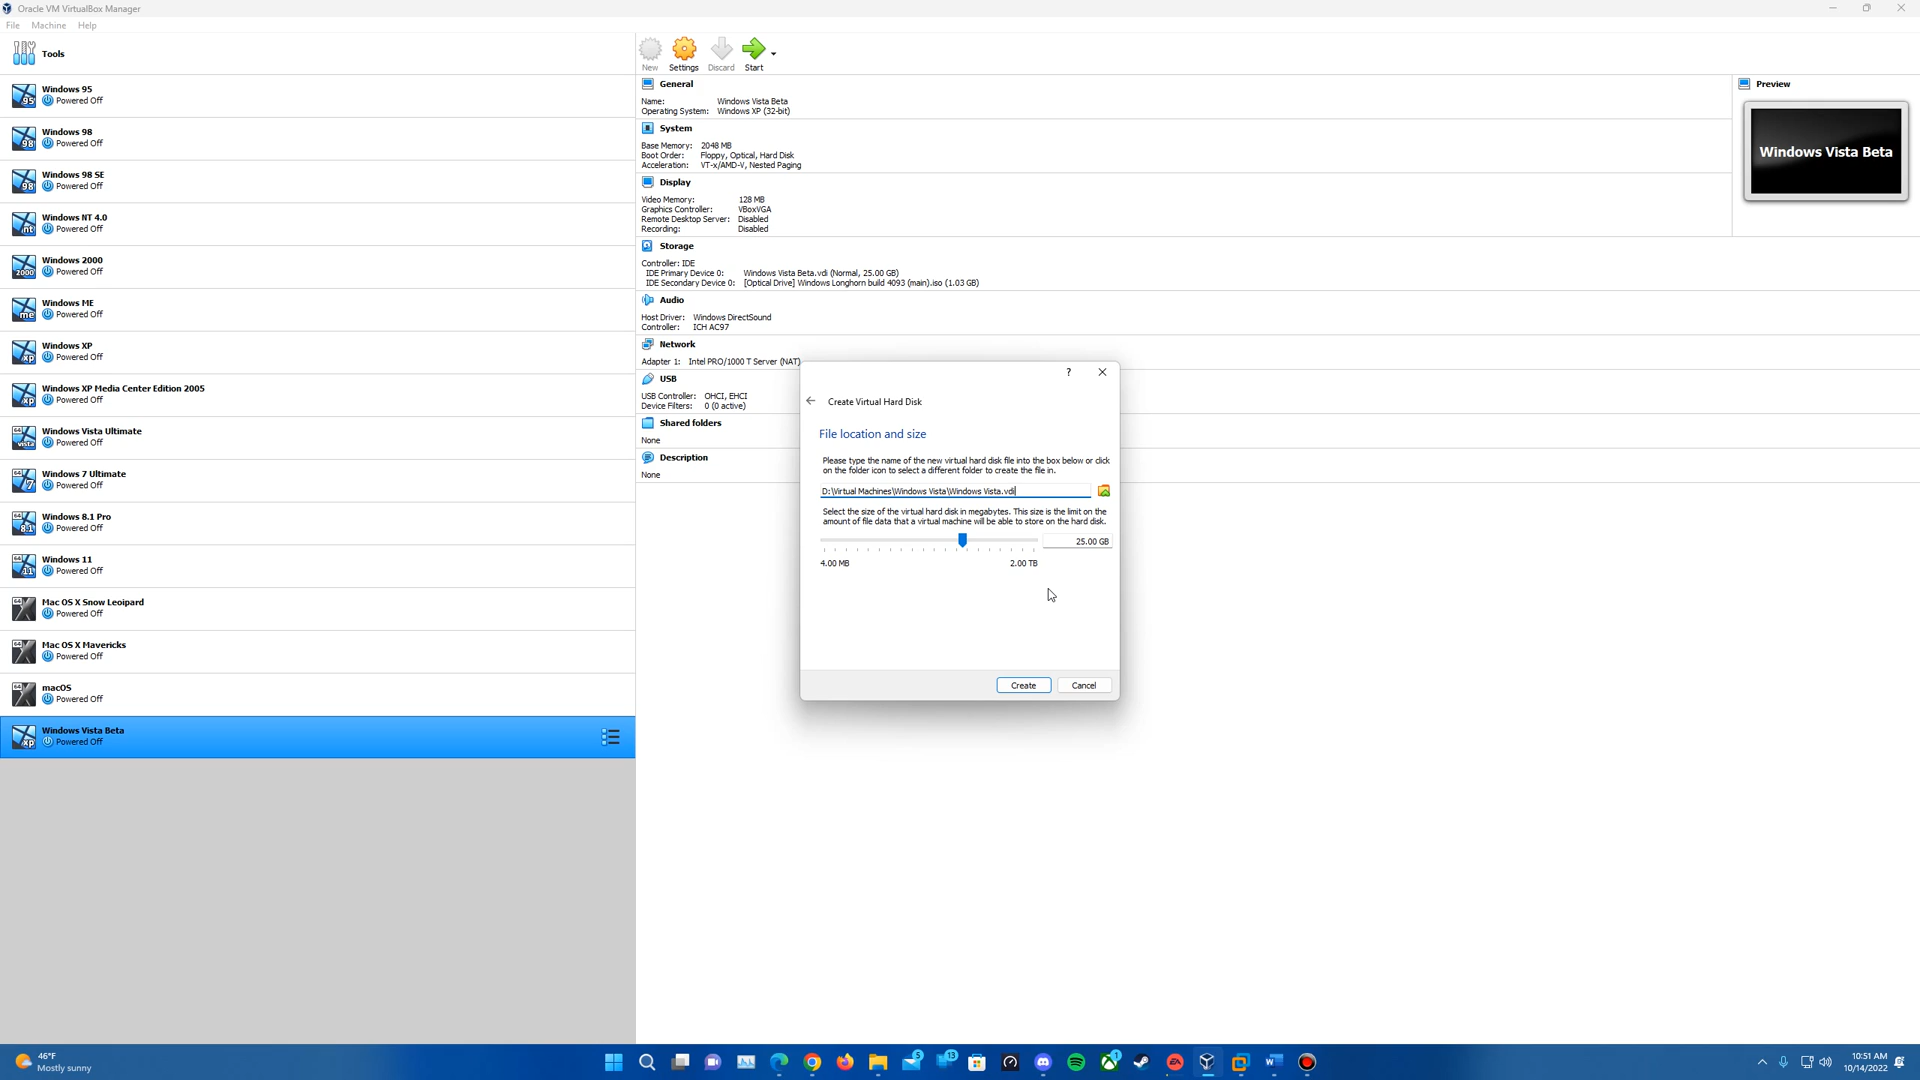 Oracle VM VirtualBox Manager
File Machine Help
Tools
Windows 95
Powered Off
Windows 98
Powered Off
Windows 98 SE
Powered Off
Windows NT 4.0
Powered Off
Windows 2000
Powered Off
Windows ME
Powered Off
Windows XP
Powered Off
Windows XP Media Center Edition 2005
Powered Off
Windows Vista Ultimate
Powered Off
Windows 7 Ultimate
Powered Off
Windows 8.1 Pro
Powered Off
Windows 11
Powered Off
Mac OS X Snow Leoipard
Powered Off
Mac OS X Mavericks
Powered Off
macOS
Powered Off
Windows Vista Beta
Powered Off
New Settings Discard Start
General
Name: Windows Vista Beta
Operating System: Windows XP (32-bit)
System
Base Memory: 2048 MB
Boot Order: Floppy, Optical, Hard Disk
Acceleration: VT-x/AMD-V, Nested Paging
Display
Video Memory: 128 MB
Graphics Controller: VBoxVGA
Remote Desktop Server: Disabled
Recording: Disabled
Storage
Controller: IDE
IDE Primary Device 0: Windows Vista Beta.vdi (Normal, 25.00 GB)
IDE Secondary Device 0: [Optical Drive] Windows Longhorn build 4093 (main).iso (1.03 GB)
Audio
Host Driver: Windows DirectSound
Controller: ICH AC97
Network
Adapter 1: Intel PRO/1000 T Server (NAT)
USB
USB Controller: OHCI, EHCI
Device Filters: 0 (0 active)
Shared folders
None
Description
None
Preview
Windows Vista Beta
?
Create Virtual Hard Disk
File location and size
Please type the name of the new virtual hard disk file into the box below or click
on the folder icon to select a different folder to create the file in.
D:\Virtual Machines\Windows Vista\Windows Vista.vdi
Select the size of the virtual hard disk in megabytes. This size is the limit on the
amount of file data that a virtual machine will be able to store on the hard disk.
25.00 GB
4.00 MB 2.00 TB
Create Cancel
46°F
Mostly sunny
10:51 AM
10/14/2022